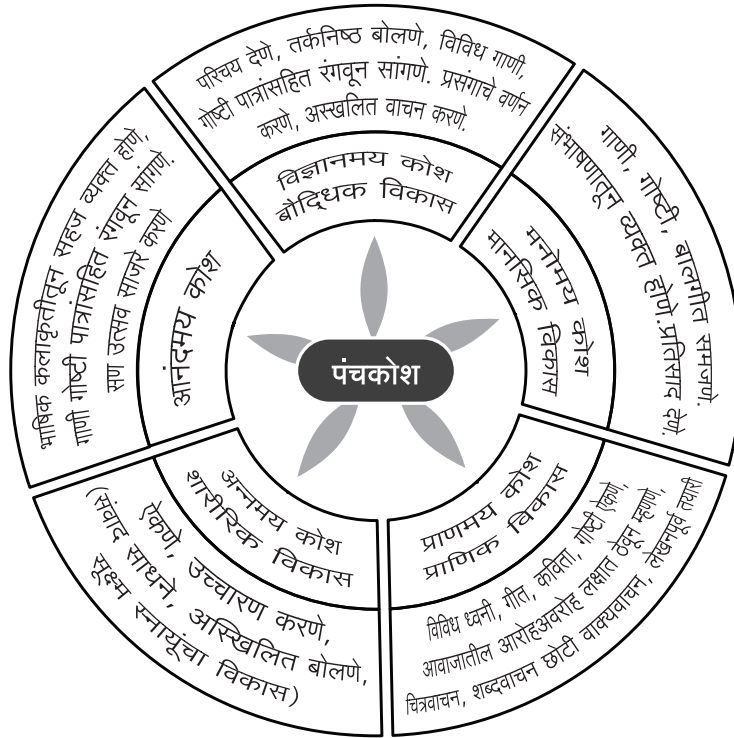 पंचकोश
परिचय देणे, तर्कनिष्ठ बोलणे, विविध गाणी,
गोष्टी पात्रांसहित रंगवून सांगणे. प्रसंगाचे वर्णन
करणे, अस्खलित वाचन करणे.
विज्ञानमय कोश
बौद्धिक विकास
गाणी, गोष्टी, बालगीत समजणे.
संभाषणातून व्यक्त होणे.प्रतिसाद देणे.
मनोमय कोश
मानसिक विकास
प्राणमय कोश
प्राणिक विकास
विविध ध्वनी, गीत, कविता, गोष्टी ऐकणे,
आवाजातील आरोहअवरोह लक्षात ठेवून म्हणणे,
चित्रवाचन, शब्दवाचन छोटी वाक्यवाचन, लेखनपूर्व तयारी
अन्नमय कोश
शारीरिक विकास
ऐकणे, उच्चारण करणे,
(संवाद साधने, अस्खिलित बोलणे,
सूक्ष्म स्नायूंचा विकास)
भाषिक कलाकृतीतून सहज व्यक्त होणे,
गाणी गोष्टी पात्रांसहित रंगवून सांगणे.
सण उत्सव साजरे करणे
आनंदमय कोश